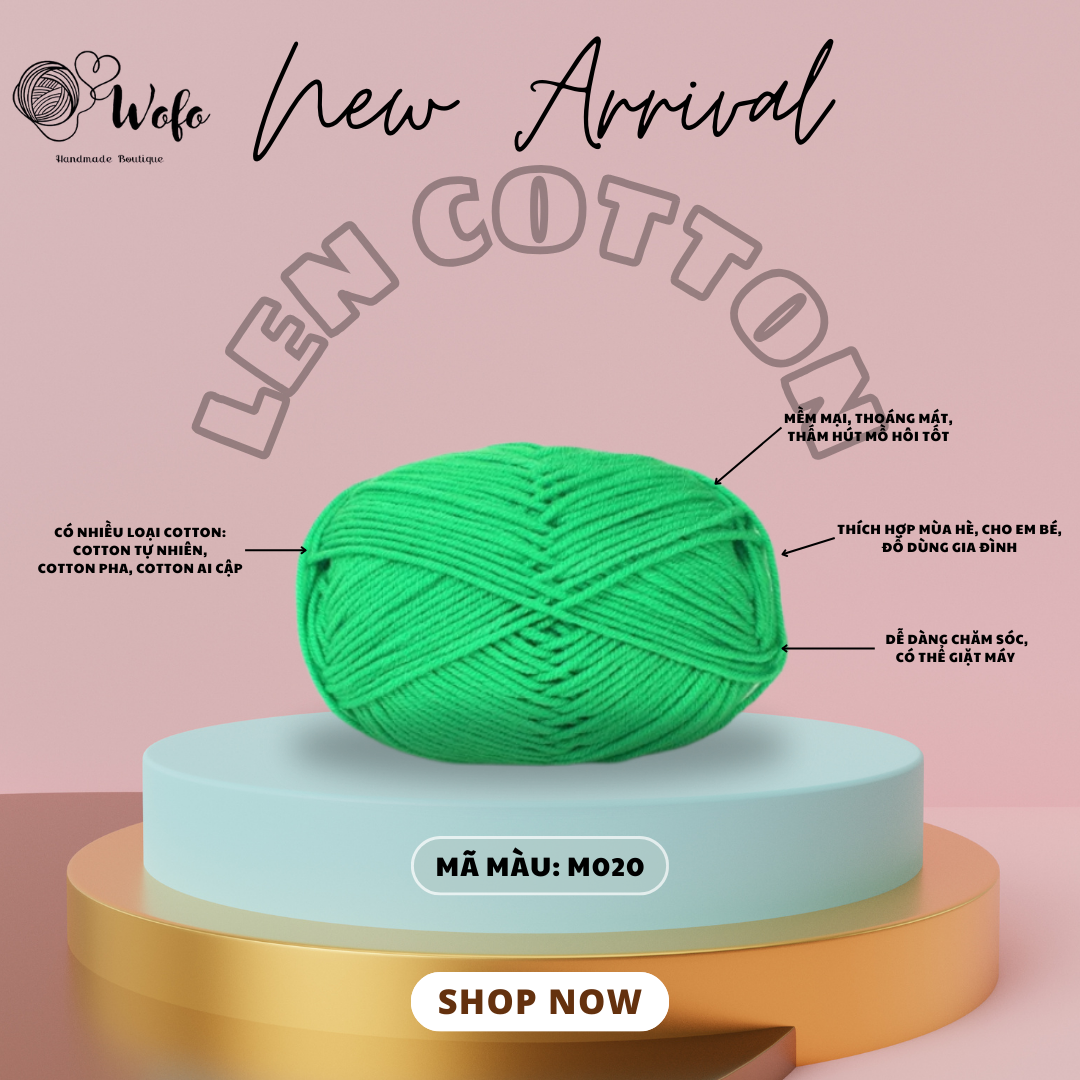 Wofo
Handmade Boutique
New Arrival
LEN COTTON
MỀM MẠI, THOÁNG MÁT,
THẤM HÚT MỒ HÔI TỐT
CÓ NHIỀU LOẠI COTTON:
COTTON TỰ NHIÊN,
COTTON PHA, COTTON AI CẬP
THÍCH HỢP MÙA HÈ, CHO EM BÉ,
ĐỒ DÙNG GIA ĐÌNH
DỄ DÀNG CHĂM SÓC,
CÓ THỂ GIẶT MÁY
MÃ MÀU: M020
SHOP NOW